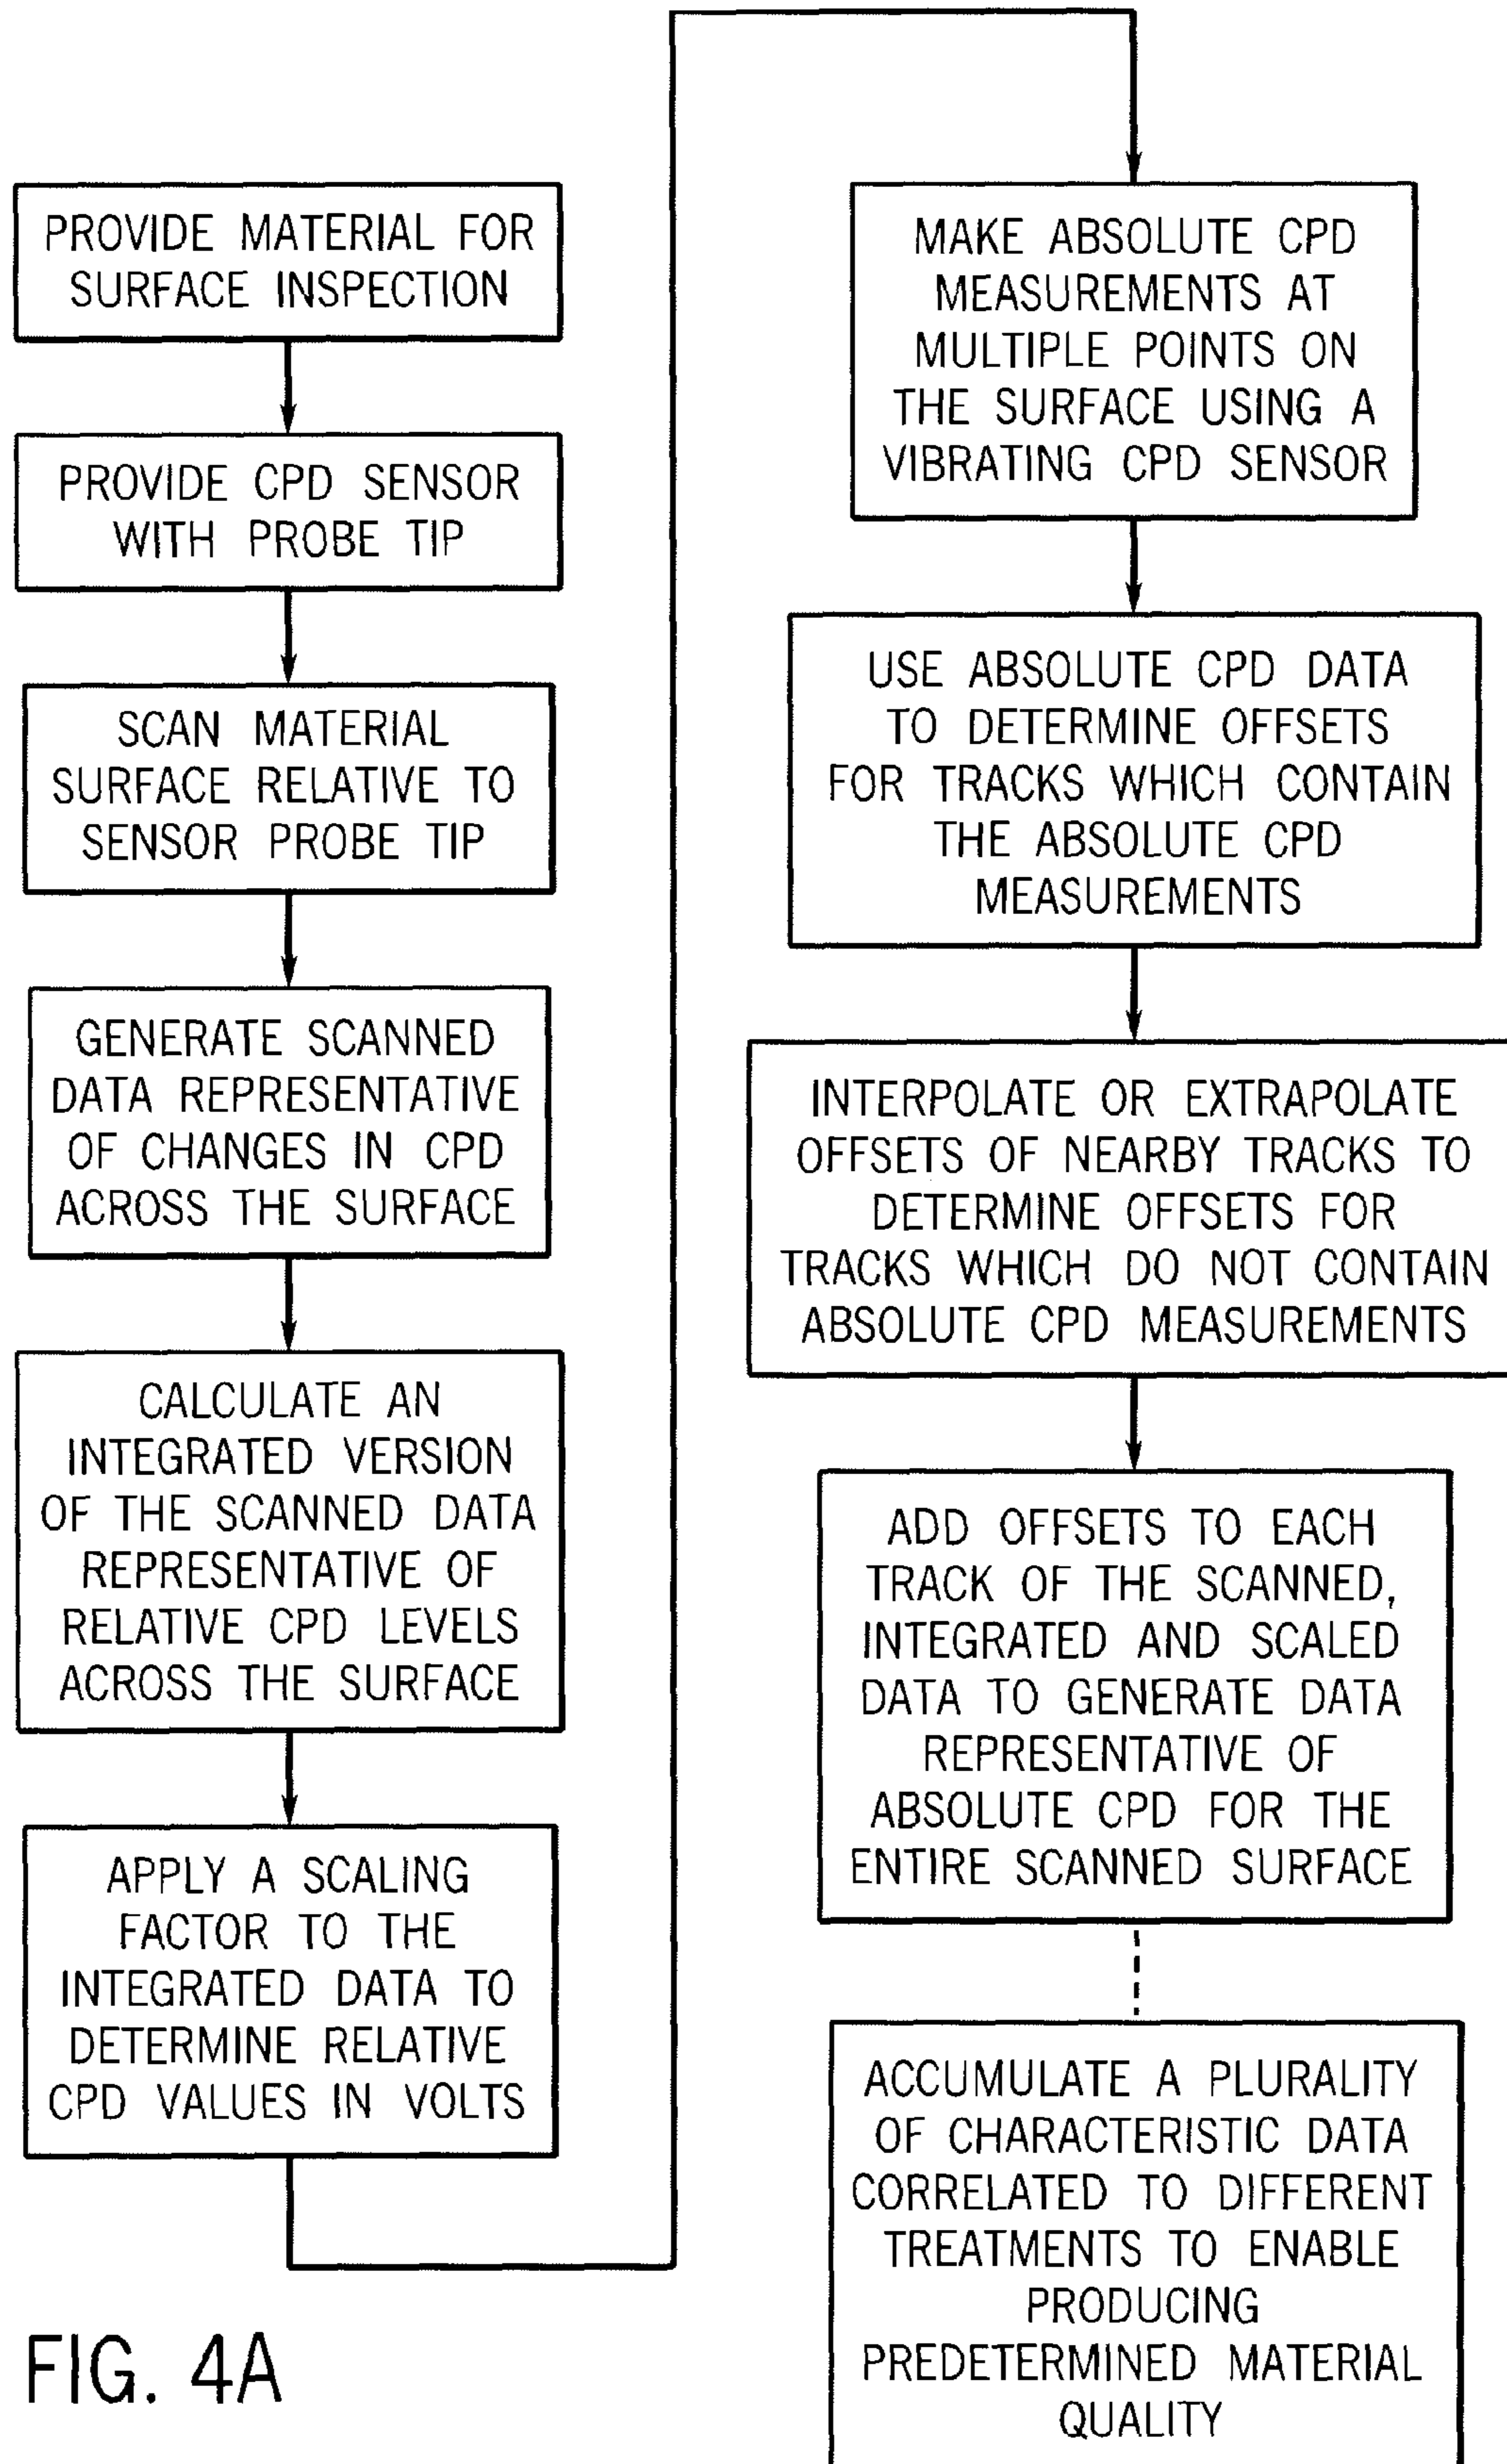 PROVIDE MATERIAL FOR
SURFACE INSPECTION
PROVIDE CPD SENSOR
WITH PROBE TIP
SCAN MATERIAL
SURFACE RELATIVE TO
SENSOR PROBE TIP
GENERATE SCANNED
DATA REPRESENTATIVE
OF CHANGES IN CPD
ACROSS THE SURFACE
CALCULATE AN
INTEGRATED VERSION
OF THE SCANNED DATA
REPRESENTATIVE OF
RELATIVE CPD LEVELS
ACROSS THE SURFACE
APPLY A SCALING
FACTOR TO THE
INTEGRATED DATA TO
DETERMINE RELATIVE
CPD VALUES IN VOLTS
MAKE ABSOLUTE CPD
MEASUREMENTS AT
MULTIPLE POINTS ON
THE SURFACE USING A
VIBRATING CPD SENSOR
USE ABSOLUTE CPD DATA
TO DETERMINE OFFSETS
FOR TRACKS WHICH CONTAIN
THE ABSOLUTE CPD
MEASUREMENTS
INTERPOLATE OR EXTRAPOLATE
OFFSETS OF NEARBY TRACKS TO
DETERMINE OFFSETS FOR
TRACKS WHICH DO NOT CONTAIN
ABSOLUTE CPD MEASUREMENTS
ADD OFFSETS TO EACH
TRACK OF THE SCANNED,
INTEGRATED AND SCALED
DATA TO GENERATE DATA
REPRESENTATIVE OF
ABSOLUTE CPD FOR THE
ENTIRE SCANNED SURFACE
ACCUMULATE A PLURALITY
OF CHARACTERISTIC DATA
CORRELATED TO DIFFERENT
TREATMENTS TO ENABLE
PRODUCING
PREDETERMINED MATERIAL
QUALITY
FIG. 4A